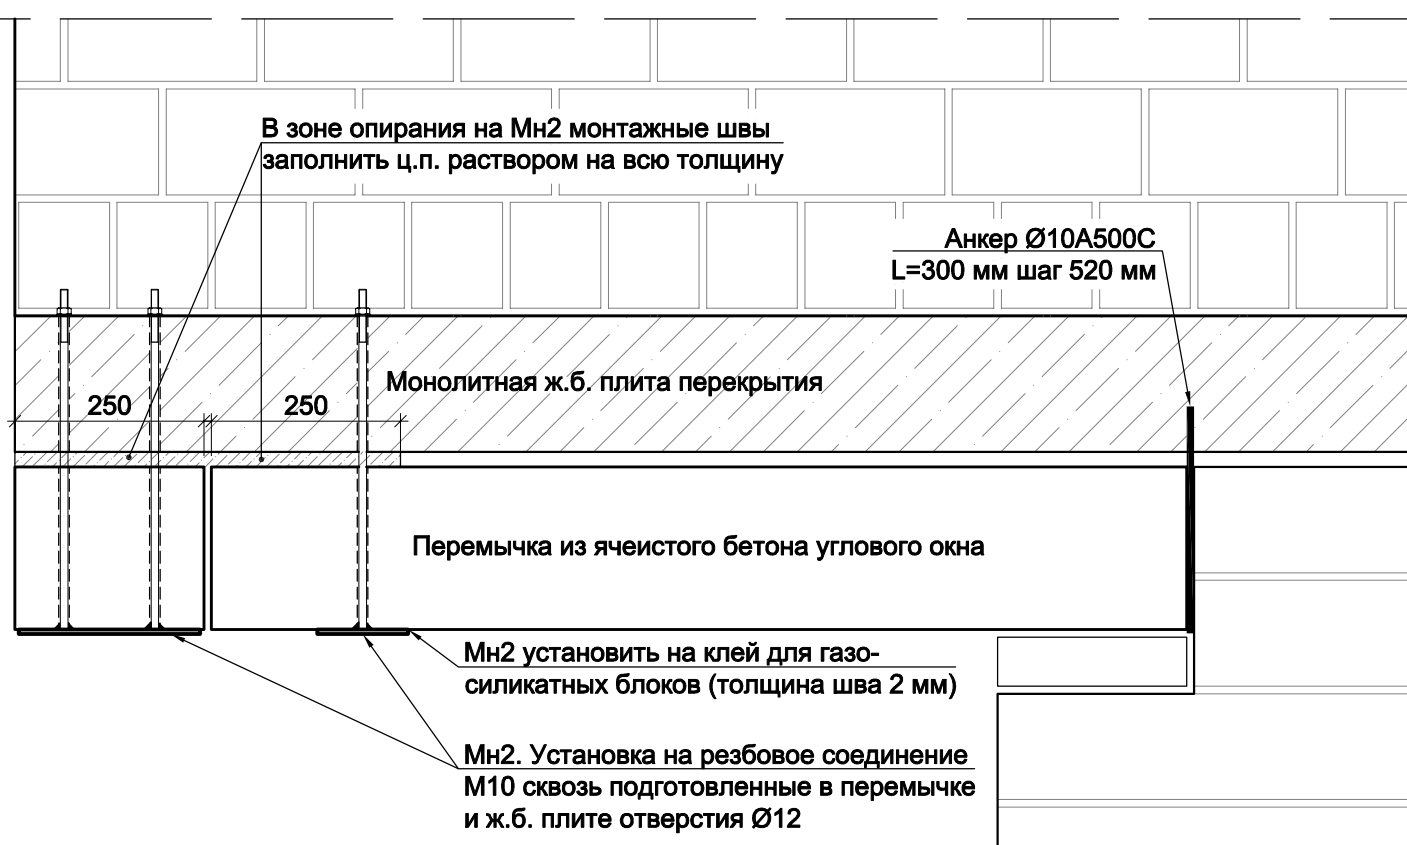 В зоне опирания на Мн2 монтажные швы
заполнить ц.п. раствором на всю толщину
Анкер Ø10А500С
L=300 мм шаг 520 мм
Монолитная ж.б. плита перекрытия
250
250
Перемычка из ячеистого бетона углового окна
Мн2 установить на клей для газо-
силикатных блоков (толщина шва 2 мм)
Мн2. Установка на резбовое соединение
М10 сквозь подготовленные в перемычке
и ж.б. плите отверстия Ø12